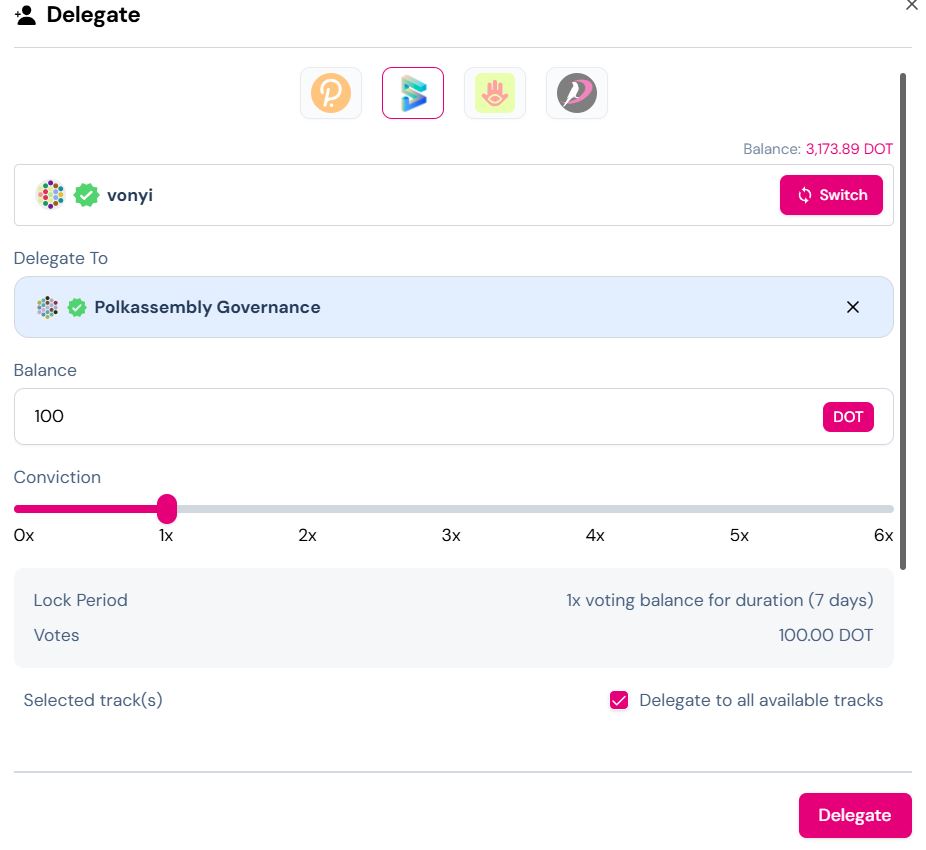 Delegate
Balance: 3,173.89 DOT
vonyi
Switch
Delegate To
Polkassembly Governance
Balance
100
DOT
Conviction
0x 1x 2x 3x 4x 5x 6x
Lock Period 1x voting balance for duration (7 days)
Votes 100.00 DOT
Selected track(s) Delegate to all available tracks
Delegate